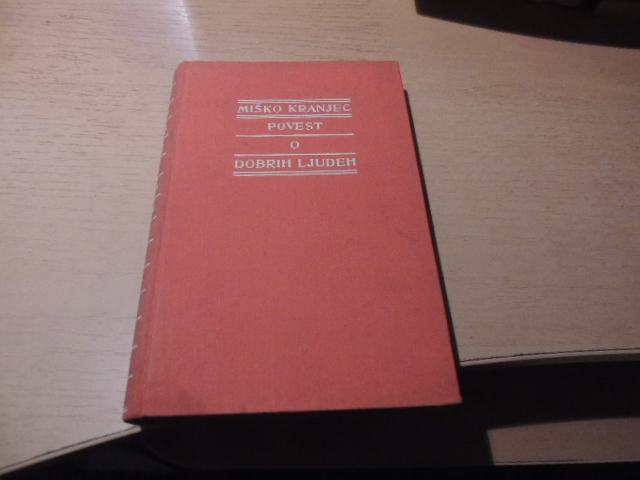 MIŠKO KRANJEC
POVEST
O
DOBRIH LJUDEH